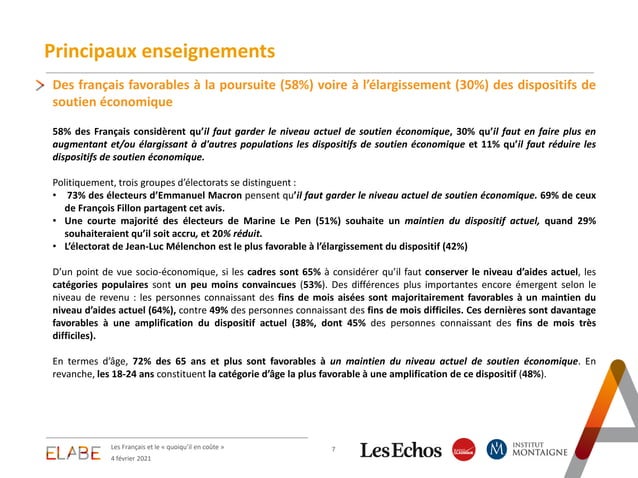 Principaux enseignements
Des français favorables à la poursuite (58%) voire à l'élargissement (30%) des dispositifs de
soutien économique
58% des Français considèrent qu'il faut garder le niveau actuel de soutien économique, 30% qu'il faut en faire plus en
augmentant et/ou élargissant à d'autres populations les dispositifs de soutien économique et 11% qu'il faut réduire les
dispositifs de soutien économique.
Politiquement, trois groupes d'électorats se distinguent :
• 73% des électeurs d'Emmanuel Macron pensent qu'il faut garder le niveau actuel de soutien économique. 69% de ceux
de François Fillon partagent cet avis.
• Une courte majorité des électeurs de Marine Le Pen (51%) souhaite un maintien du dispositif actuel, quand 29%
souhaiteraient qu'il soit accru, et 20% réduit.
• L'électorat de Jean-Luc Mélenchon est le plus favorable à l'élargissement du dispositif (42%)
D'un point de vue socio-économique, si les cadres sont 65% à considérer qu'il faut conserver le niveau d'aides actuel, les
catégories populaires sont un peu moins convaincues (53%). Des différences plus importantes encore émergent selon le
niveau de revenu : les personnes connaissant des fins de mois aisées sont majoritairement favorables à un maintien du
niveau d'aides actuel (64%), contre 49% des personnes connaissant des fins de mois difficiles. Ces dernières sont davantage
favorables à une amplification du dispositif actuel (38%, dont 45% des personnes connaissant des fins de mois très
difficiles).
En termes d'âge, 72% des 65 ans et plus sont favorables à un maintien du niveau actuel de soutien économique. En
revanche, les 18-24 ans constituent la catégorie d'âge la plus favorable à une amplification de ce dispositif (48%).
ELABE
Les Français et le « quoiqu'il en coûte »
4 février 2021
7
LesEchos
RADIO CLASSIQUE
INSTITUT
MONTAIGNE